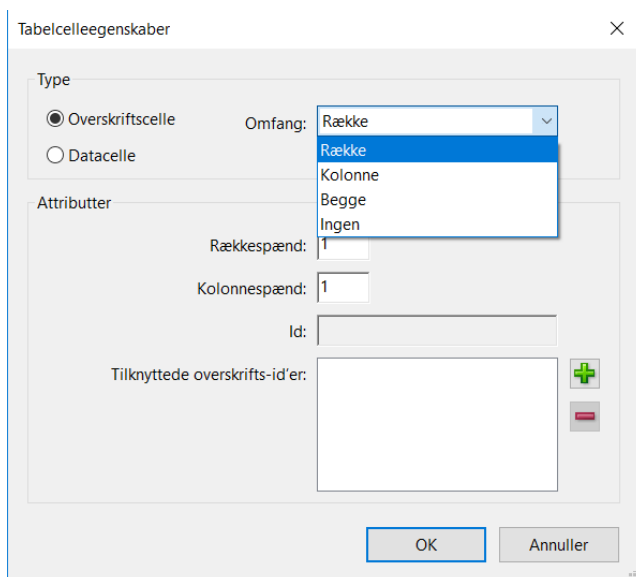 Tabelcelleegenskaber
Type
Overskriftscelle
Omfang:
Række
Datacelle
Række
Kolonne
Begge
Ingen
Attributter
Rækkespænd:
1
Kolonnespænd:
1
Id:
Tilknyttede overskrifts-id'er:
OK
Annuller